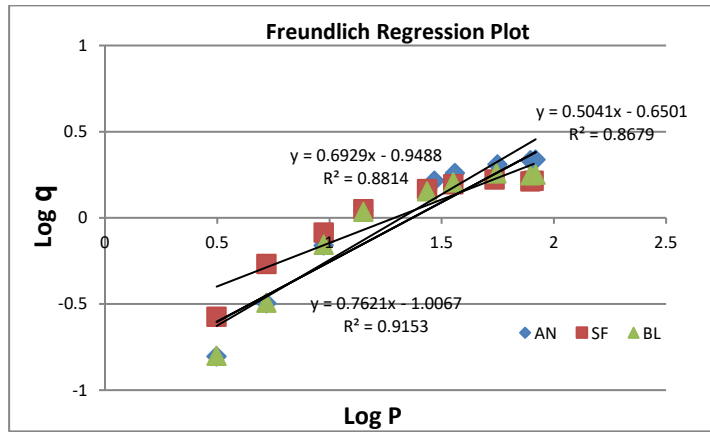 Freundlich Regression Plot
1
0.5
0
-0.5
-1
0
0.5
1
1.5
2
2.5
y = 0.5041x - 0.6501
R² = 0.8679
y = 0.6929x - 0.9488
R² = 0.8814
y = 0.7621x - 1.0067
R² = 0.9153
AN SF BL
Log q
Log P